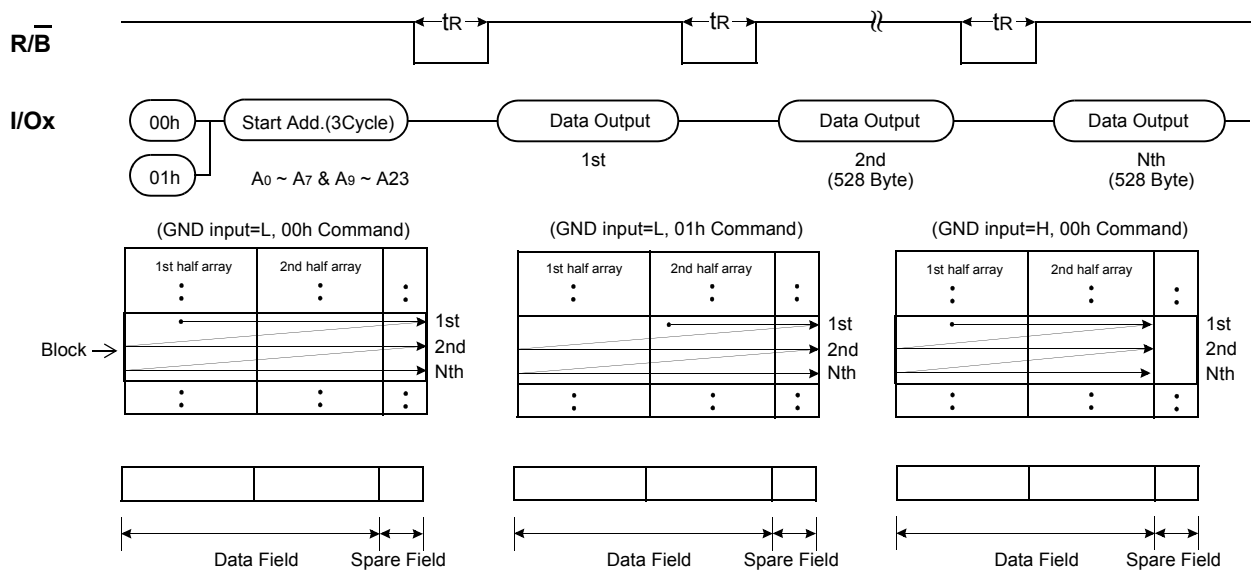 tR tR tR
R/B
I/Ox 00h Start Add.(3Cycle) Data Output Data Output Data Output
01h A0 ~ A7 & A9 ~ A23 1st 2nd Nth
(528 Byte) (528 Byte)
(GND input=L, 00h Command) (GND input=L, 01h Command) (GND input=H, 00h Command)
1st half array 2nd half array 1st half array 2nd half array 1st half array 2nd half array
1st 1st 1st
Block 2nd 2nd 2nd
Nth Nth Nth
Data Field Spare Field Data Field Spare Field Data Field Spare Field